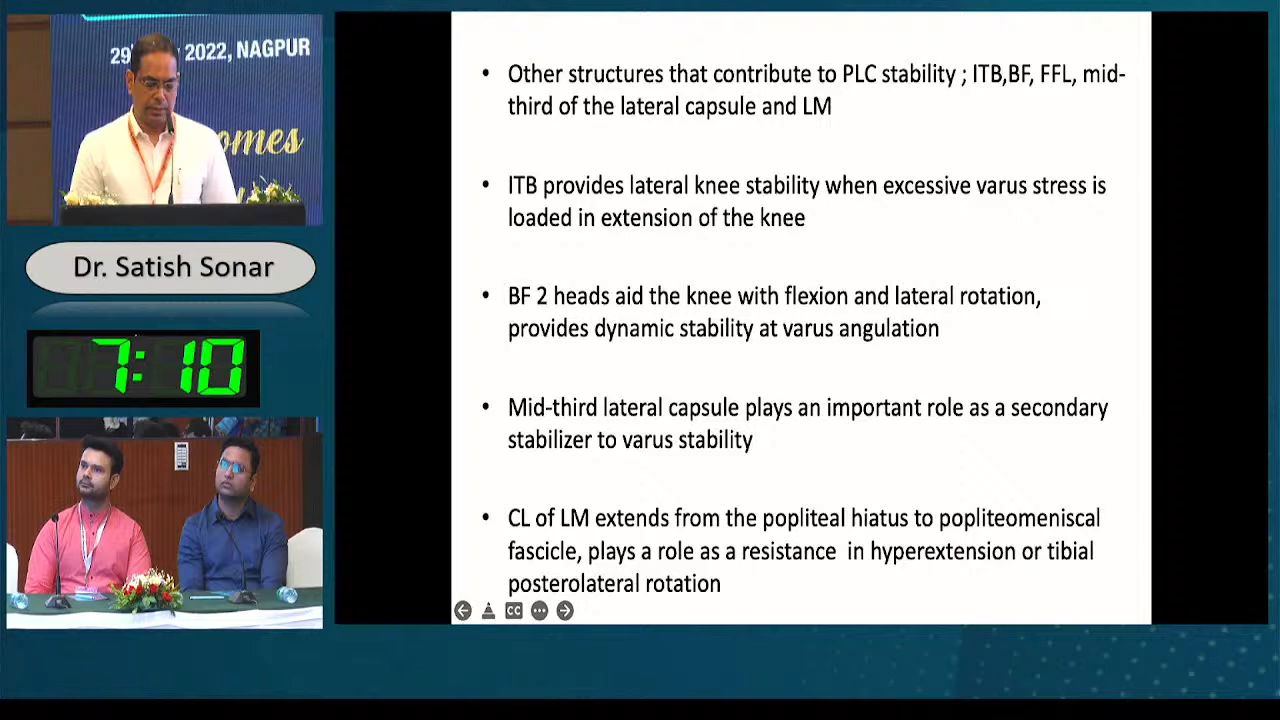 29 2022, NAGPUR
Dr. Satish Sonar
7:10
• Other structures that contribute to PLC stability ; ITB,BF, FFL, mid-
third of the lateral capsule and LM
• ITB provides lateral knee stability when excessive varus stress is
loaded in extension of the knee
• BF 2 heads aid the knee with flexion and lateral rotation,
provides dynamic stability at varus angulation
• Mid-third lateral capsule plays an important role as a secondary
stabilizer to varus stability
• CL of LM extends from the popliteal hiatus to popliteomeniscal
fascicle, plays a role as a resistance in hyperextension or tibial
posterolateral rotation
CC